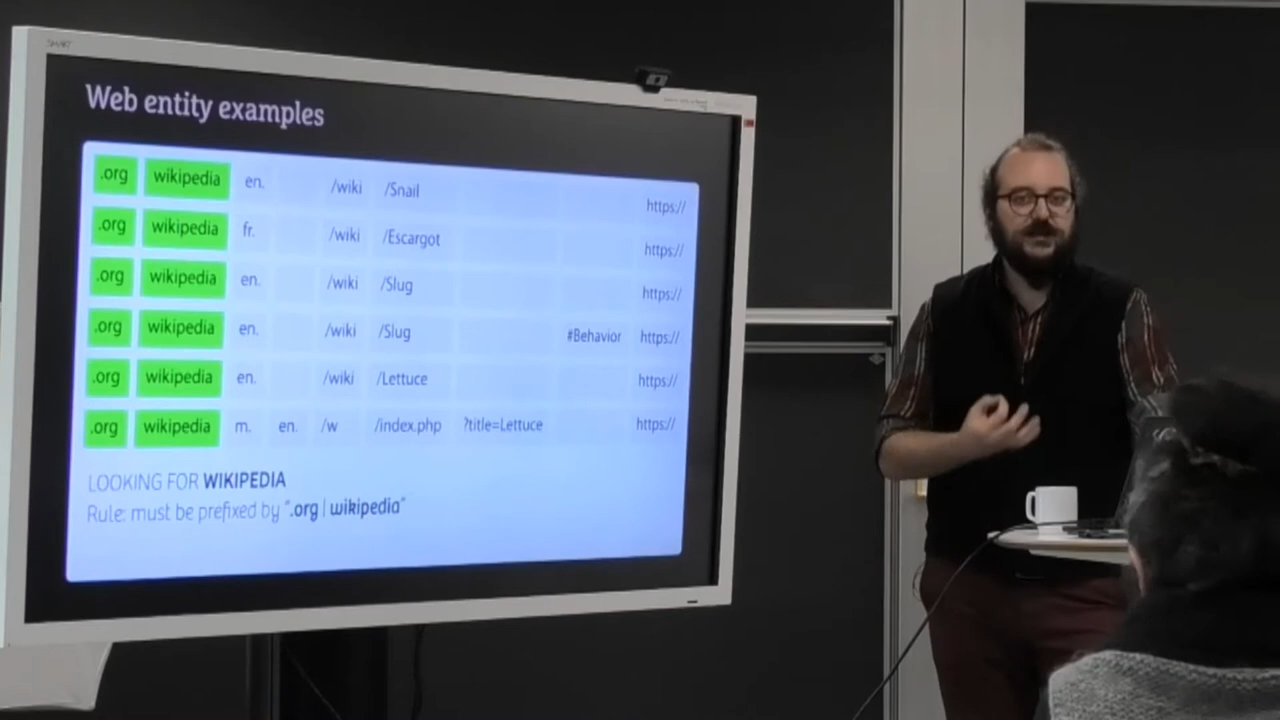 SMART
Web entity examples
.org wikipedia en. /wiki /Snail https://
.org wikipedia fr. /wiki /Escargot https://
.org wikipedia en. /wiki /Slug https://
.org wikipedia en. /wiki /Slug #Behavior https://
.org wikipedia en. /wiki /Lettuce https://
.org wikipedia m. en. /w /index.php ?title=Lettuce https://
LOOKING FOR WIKIPEDIA
Rule: must be prefixed by ".org | wikipedia"